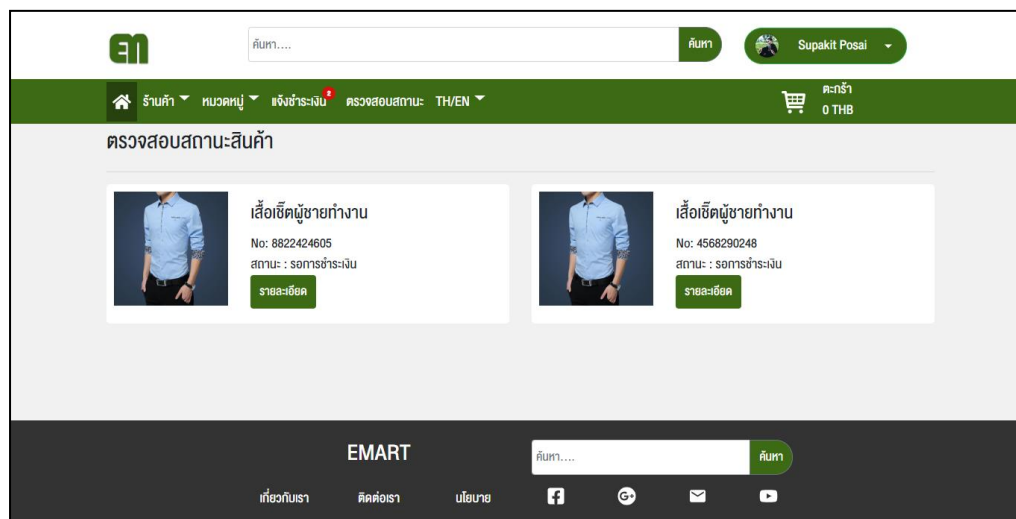 em
ค้นหา....
ค้นหา
Supakit Posai
ร้านค้า
หมวดหมู่
แจ้งชำระเงิน
2
ตรวจสอบสถานะ
TH/EN
ตะกร้า
0 THB
ตรวจสอบสถานะสินค้า
เสื้อเชิ๊ตผู้ชายทำงาน
No: 8822424605
สถานะ : รอการชำระเงิน
รายละเอียด
เสื้อเชิ๊ตผู้ชายทำงาน
No: 4568290248
สถานะ : รอการชำระเงิน
รายละเอียด
EMART
ค้นหา....
ค้นหา
เกี่ยวกับเรา
ติดต่อเรา
นโยบาย